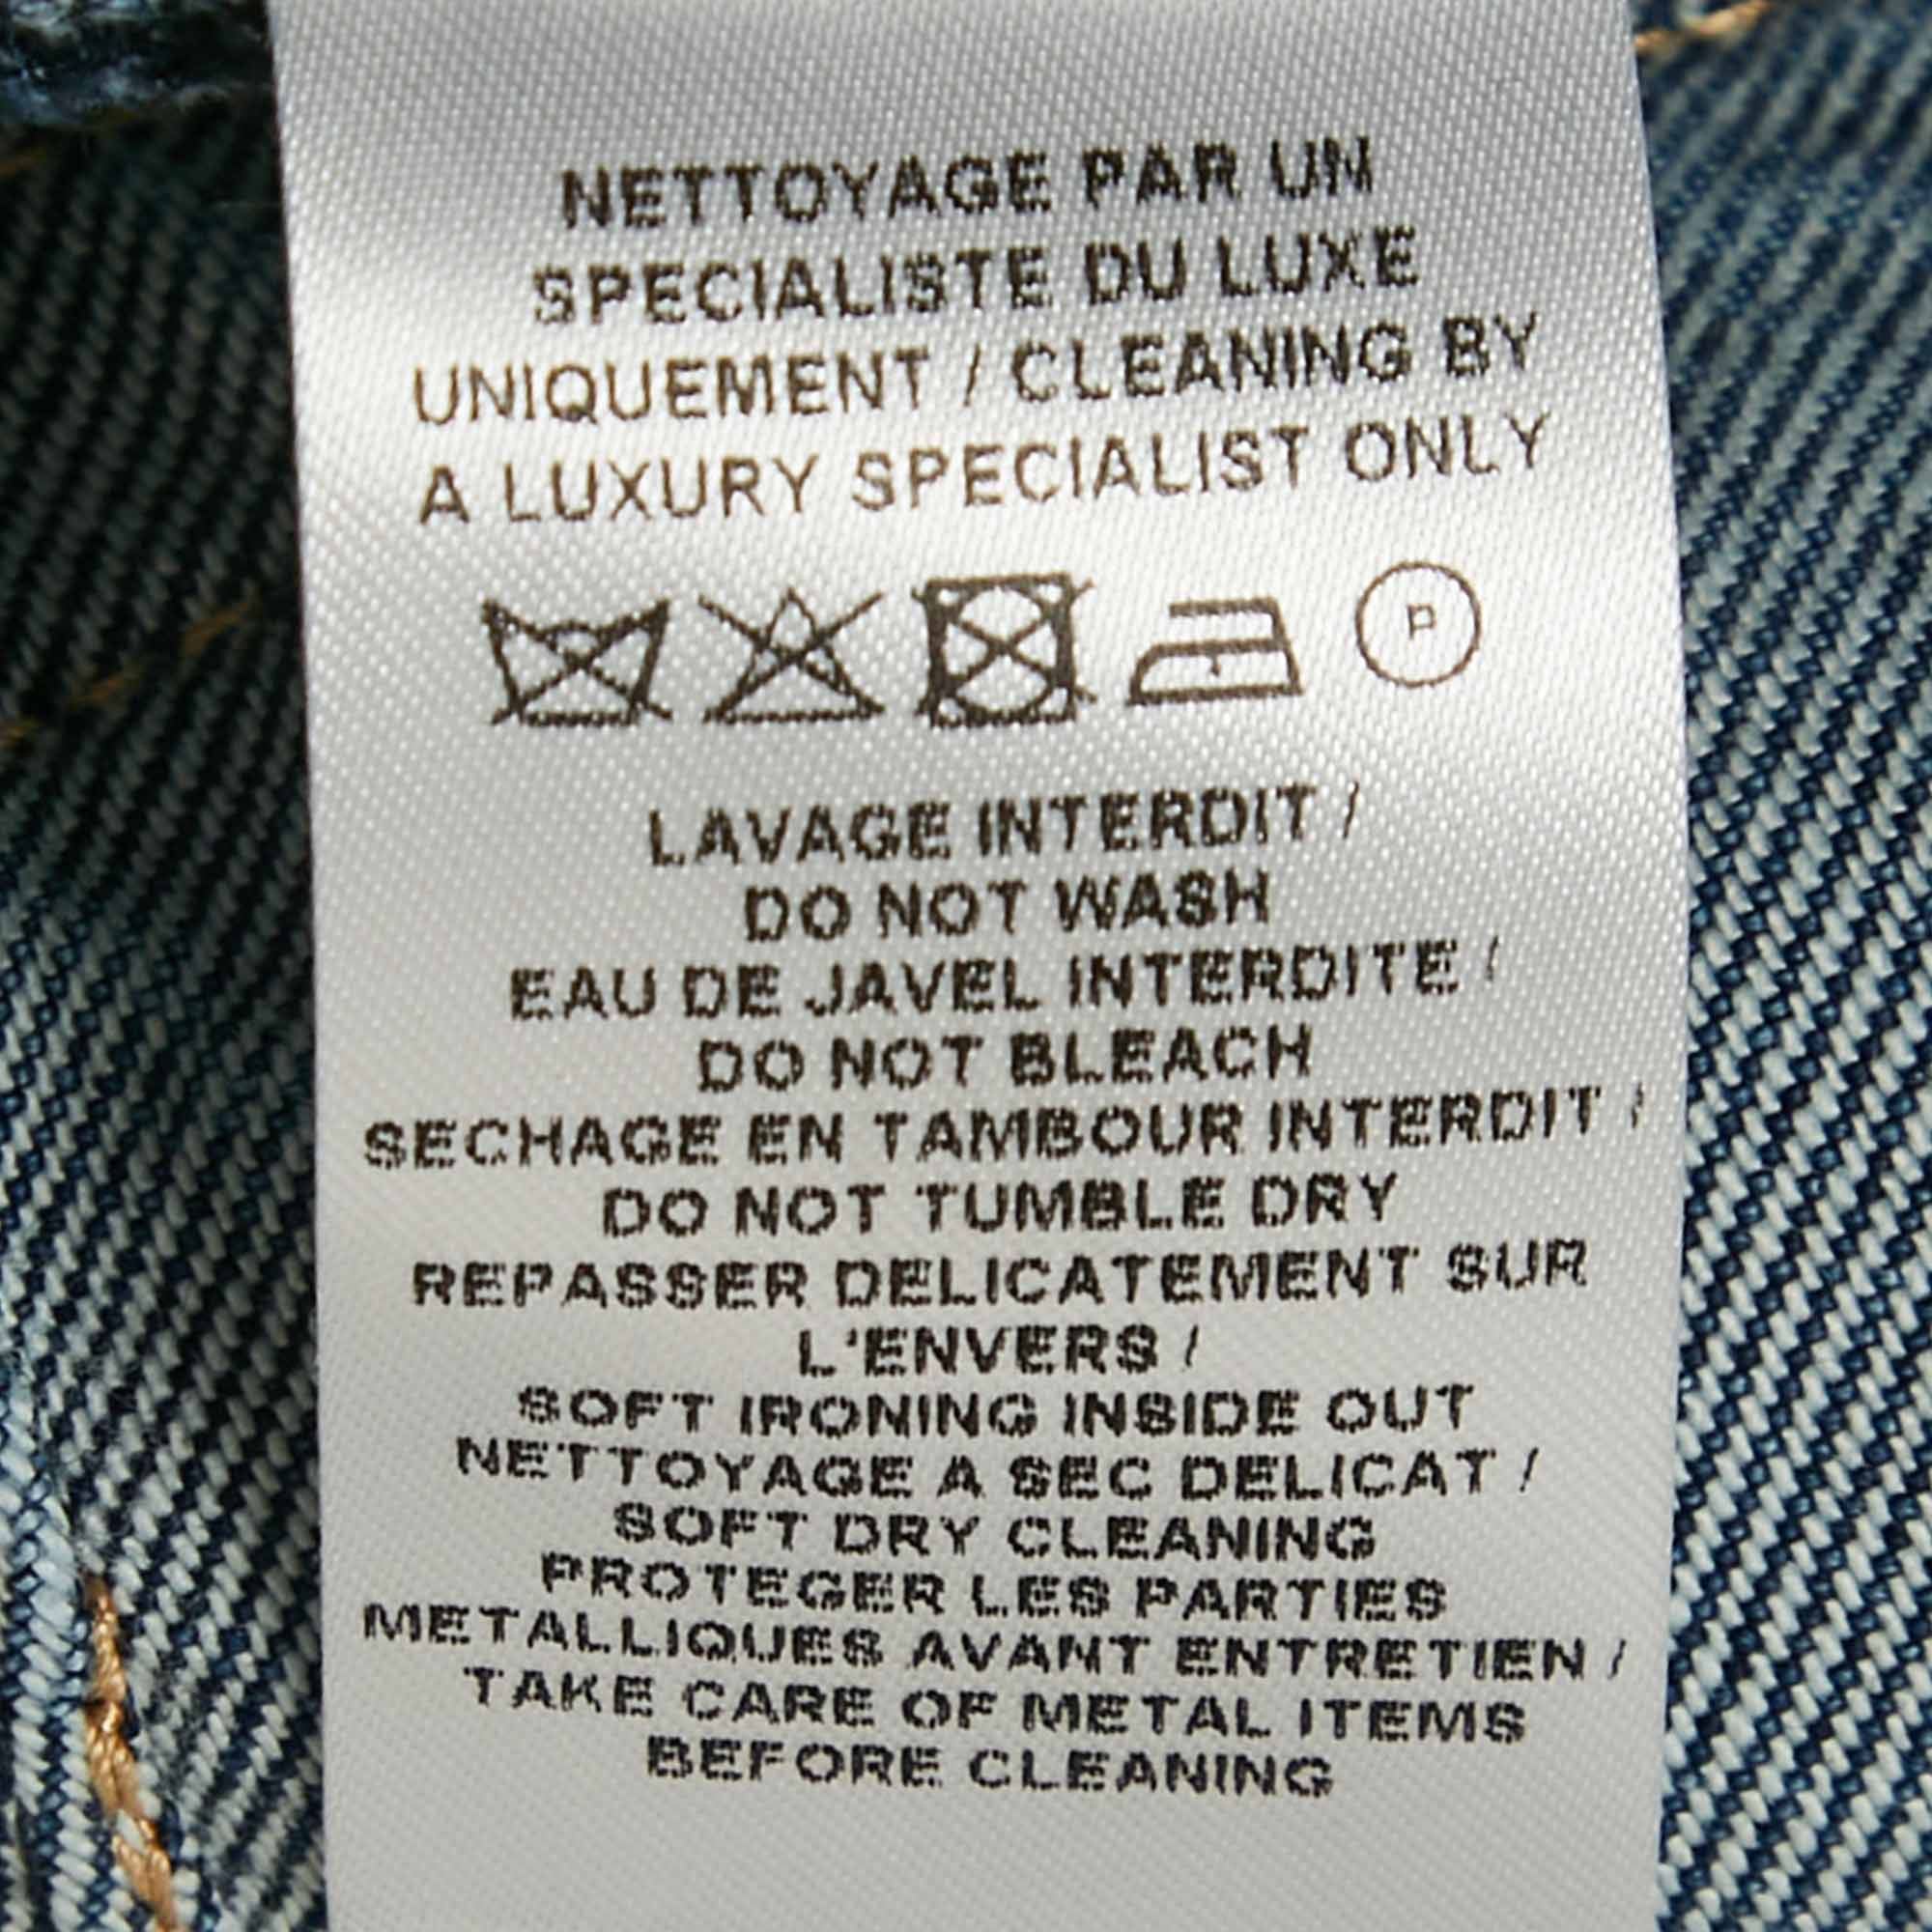 NETTOYAGE PAR UN
SPECIALISTE DU LUXE
UNIQUEMENT / CLEANING BY
A LUXURY SPECIALIST ONLY
P
LAVAGE INTERDIT /
DO NOT WASH
EAU DE JAVEL INTERDITE /
DO NOT BLEACH
SECHAGE EN TAMBOUR INTERDIT /
DO NOT TUMBLE DRY
REPASSER DELICATEMENT SUR
L'ENVERS /
SOFT IRONING INSIDE OUT
NETTOYAGE A SEC DELICAT /
SOFT DRY CLEANING
PROTEGER LES PARTIES
METALLIQUES AVANT ENTRETIEN /
TAKE CARE OF METAL ITEMS
BEFORE CLEANING